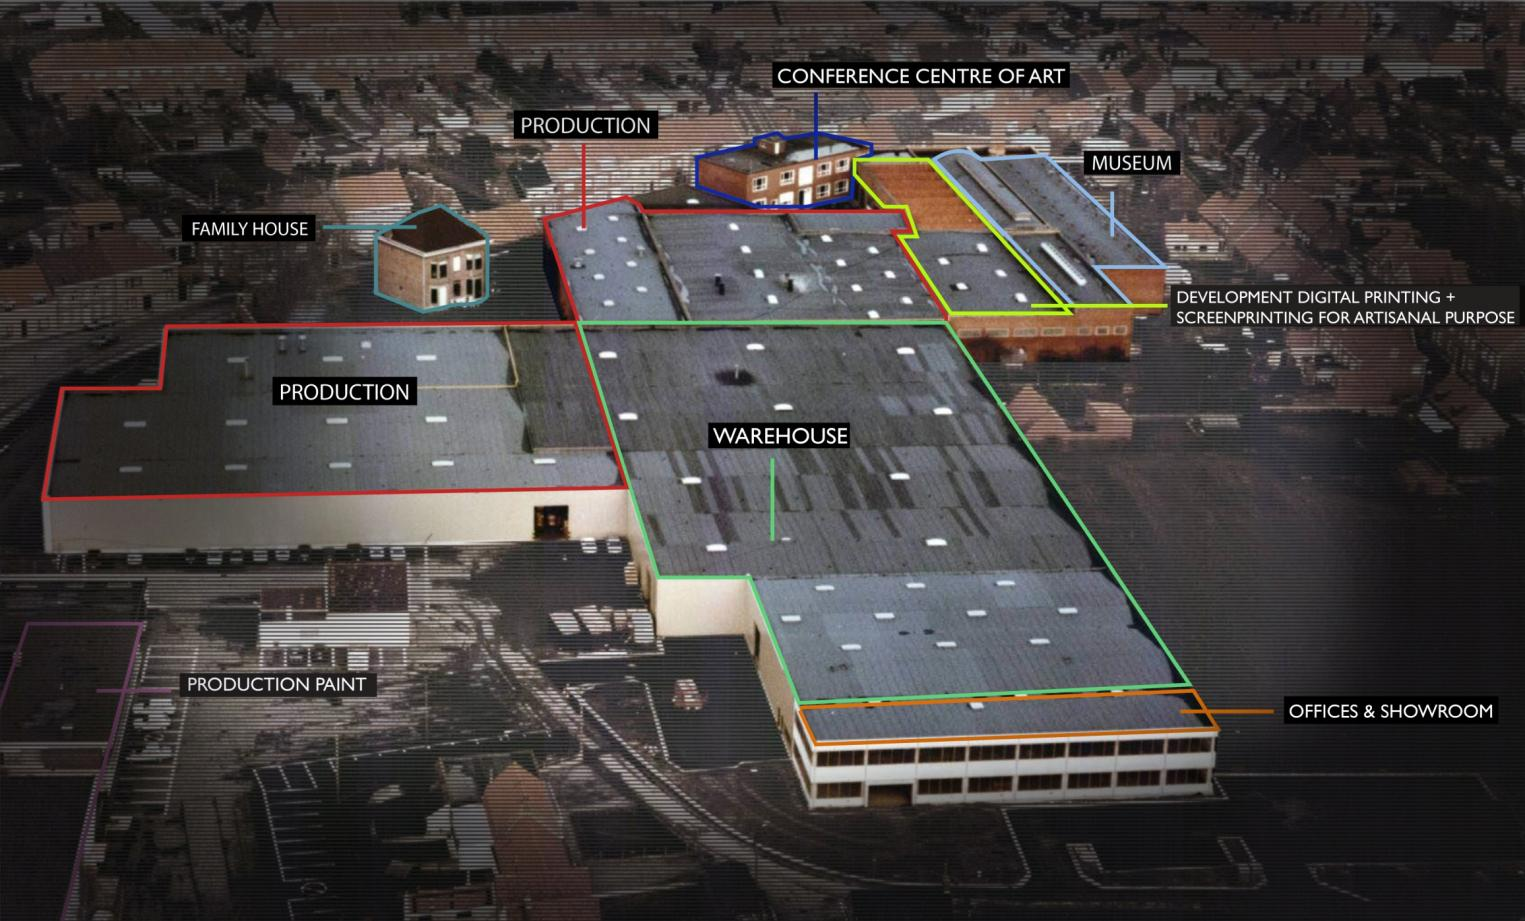 CONFERENCE CENTRE OF ART
PRODUCTION
MUSEUM
FAMILY HOUSE
DEVELOPMENT DIGITAL PRINTING +
SCREENPRINTING FOR ARTISANAL PURPOSE
PRODUCTION
WAREHOUSE
PRODUCTION PAINT
OFFICES & SHOWROOM